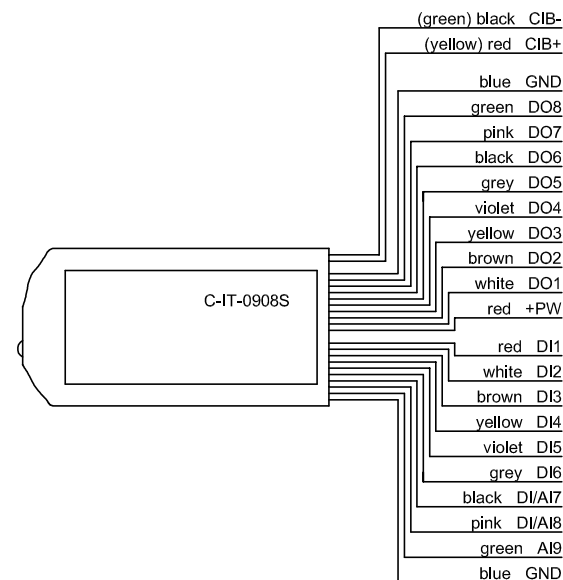 (green) black CIB-
(yellow) red CIB+
blue GND
green DO8
pink DO7
black DO6
grey DO5
violet DO4
yellow DO3
brown DO2
white DO1
C-IT-0908S
red +PW
red DI1
white DI2
brown DI3
yellow DI4
violet DI5
grey DI6
black DI/AI7
pink DI/AI8
green AI9
blue GND